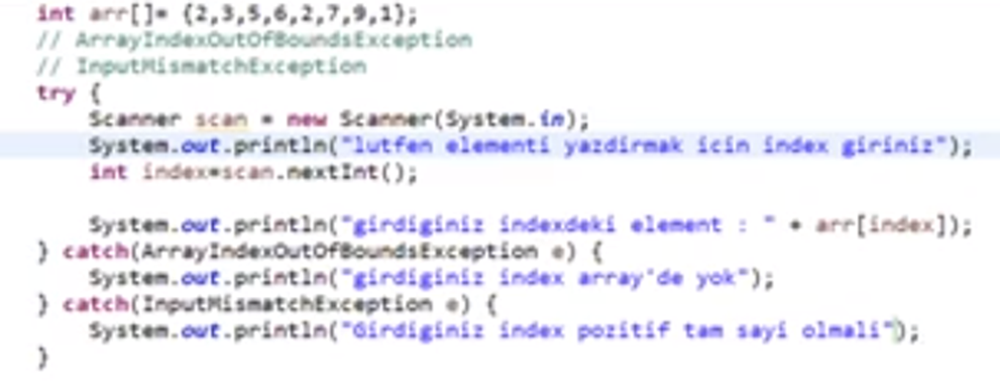 int arr[]= {2,3,5,6,2,7,9,1};
// ArrayIndexOutOfBoundsException
// InputMismatchException
try {
Scanner scan = new Scanner(System.in);
System.out.println("lutfen elementi yazdirmak icin index giriniz");
int index=scan.nextInt();
System.out.println("girdiginiz indexdeki element : " + arr[index]);
} catch(ArrayIndexOutOfBoundsException e) {
System.out.println("girdiginiz index array'de yok");
} catch(InputMismatchException e) {
System.out.println("Girdiginiz index pozitif tam sayi olmali");
}